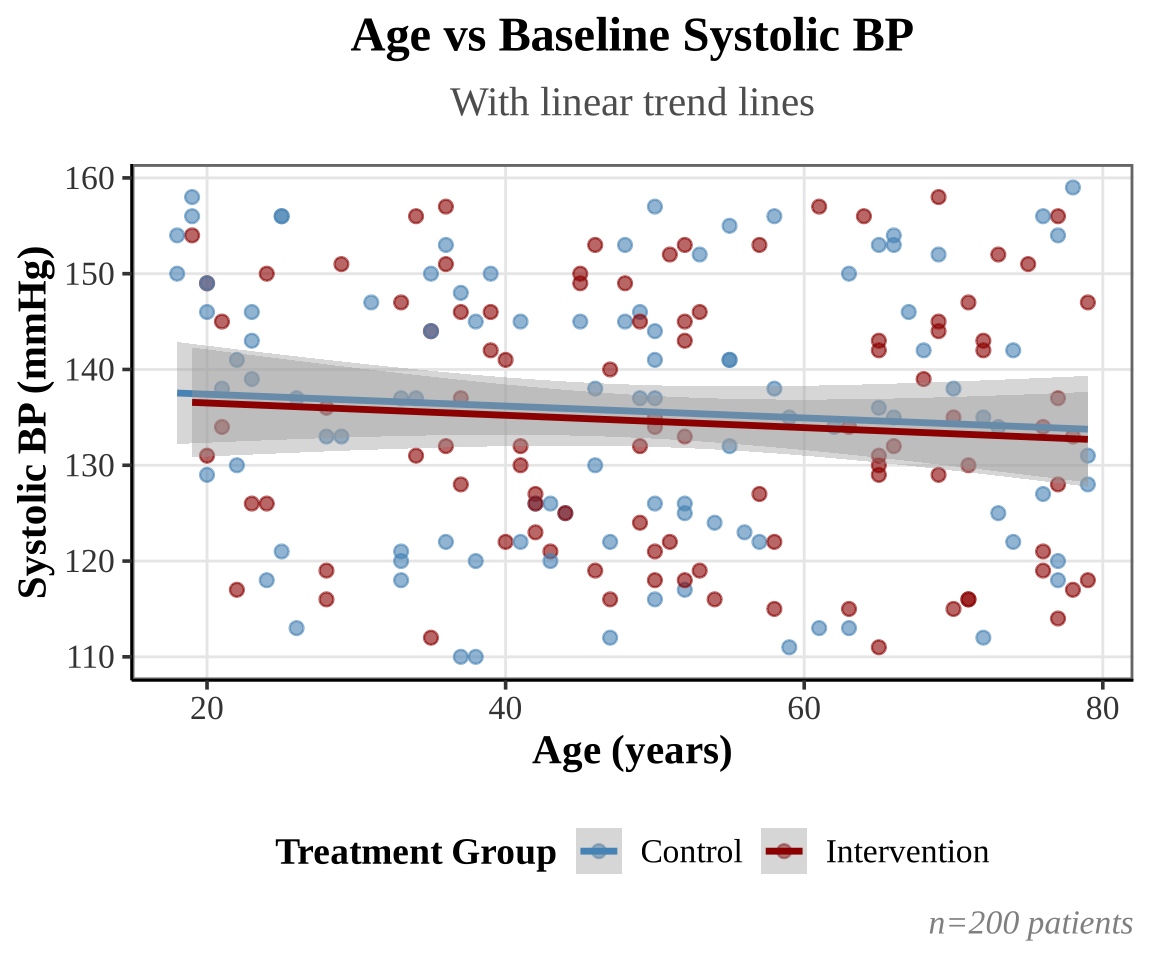 Age vs Baseline Systolic BP
With linear trend lines
Systolic BP (mmHg)
160
150
140
130
120
110
20 40 60 80
Age (years)
Treatment Group Control Intervention
n=200 patients